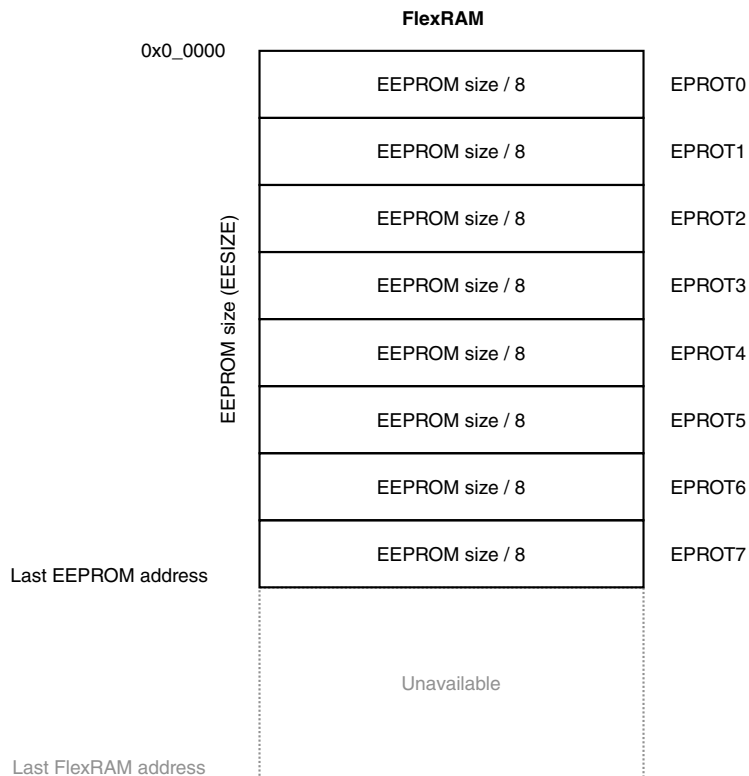 FlexRAM
0x0_0000
EEPROM size / 8 EPROT0
EEPROM size / 8 EPROT1
EEPROM size / 8 EPROT2
EEPROM size / 8 EPROT3
EEPROM size (EESIZE)
EEPROM size / 8 EPROT4
EEPROM size / 8 EPROT5
EEPROM size / 8 EPROT6
EEPROM size / 8 EPROT7
Last EEPROM address
Unavailable
Last FlexRAM address